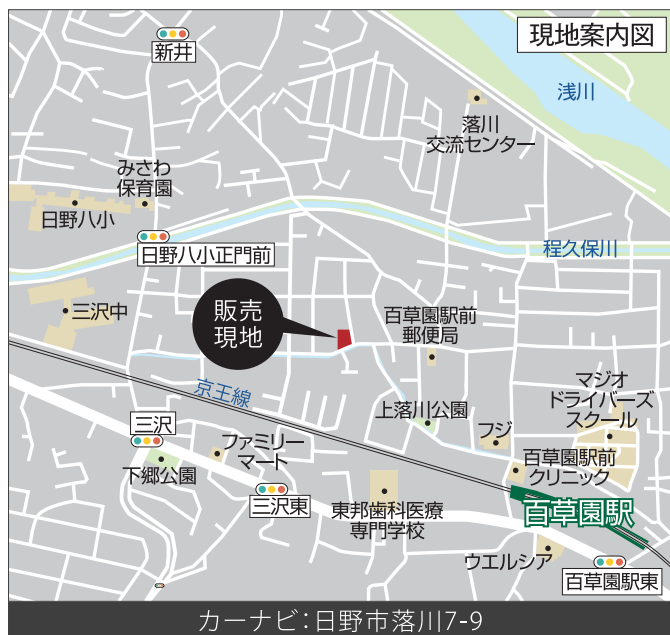 現地案内図
新井
浅川
落川
交流センター
みさわ
保育園
日野八小
日野八小正門前
程久保川
三沢中
販売
現地
百草園駅前
郵便局
京王線
マジオ
ドライバーズ
スクール
上落川公園
フジ
三沢
ファミリー
マート
下郷公園
百草園駅前
クリニック
三沢東
東邦歯科医療
専門学校
百草園駅
ウエルシア
百草園駅東
カーナビ:日野市落川7-9